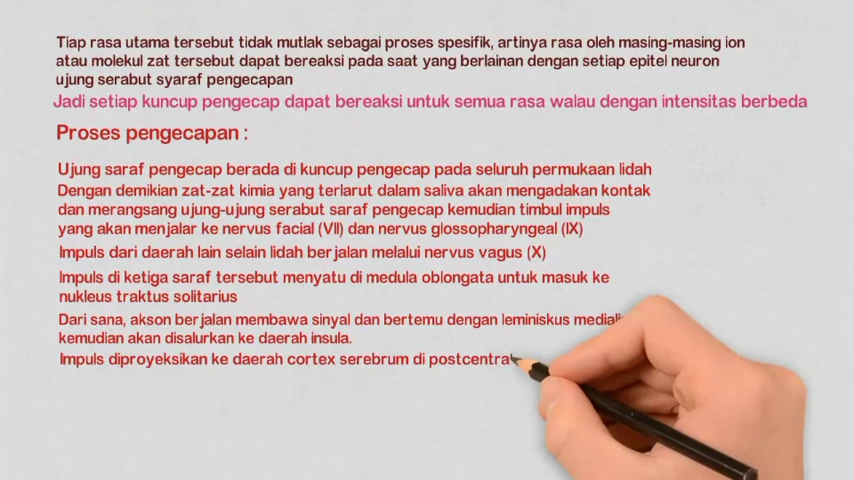 Tiap rasa utama tersebut tidak mutlak sebagai proses spesifik, artinya rasa oleh masing-masing ion
atau molekul zat tersebut dapat bereaksi pada saat yang berlainan dengan setiap epitel neuron
ujung serabut syaraf pengecapan
Jadi setiap kuncup pengecap dapat bereaksi untuk semua rasa walau dengan intensitas berbeda
Proses pengecapan :
Ujung saraf pengecap berada di kuncup pengecap pada seluruh permukaan lidah
Dengan demikian zat-zat kimia yang terlarut dalam saliva akan mengadakan kontak
dan merangsang ujung-ujung serabut saraf pengecap kemudian timbul impuls
yang akan menjalar ke nervus facial (VII) dan nervus glossopharyngeal (IX)
Impuls dari daerah lain selain lidah berjalan melalui nervus vagus (X)
Impuls di ketiga saraf tersebut menyatu di medula oblongata untuk masuk ke
nukleus traktus solitarius
Dari sana, akson berjalan membawa sinyal dan bertemu dengan leminiskus mediali
kemudian akan disalurkan ke daerah insula.
Impuls diproyeksikan ke daerah cortex serebrum di postcentra